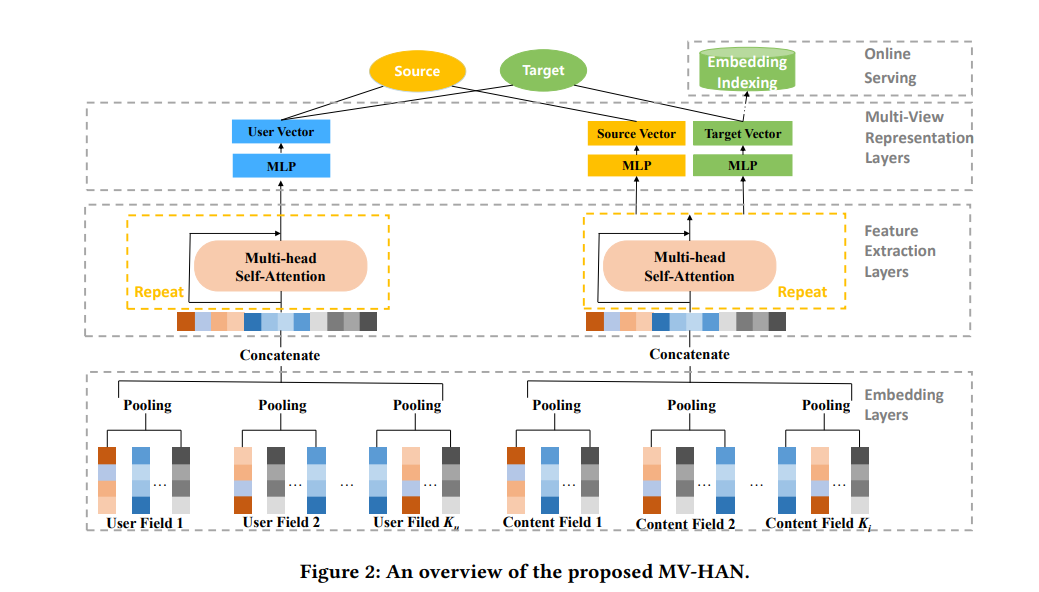 Source
Target
Embedding
Indexing
Online
Serving
User Vector
MLP
Source Vector
Target Vector
MLP
MLP
Multi-View
Representation
Layers
Multi-head
Self-Attention
Repeat
Multi-head
Self-Attention
Repeat
Feature
Extraction
Layers
Concatenate
Concatenate
Pooling
Pooling
Pooling
Pooling
Pooling
Pooling
Embedding
Layers
...
...
...
...
...
...
...
...
User Field 1
User Field 2
User Filed Ku
Content Field 1
Content Field 2
Content Field Ki
Figure 2: An overview of the proposed MV-HAN.